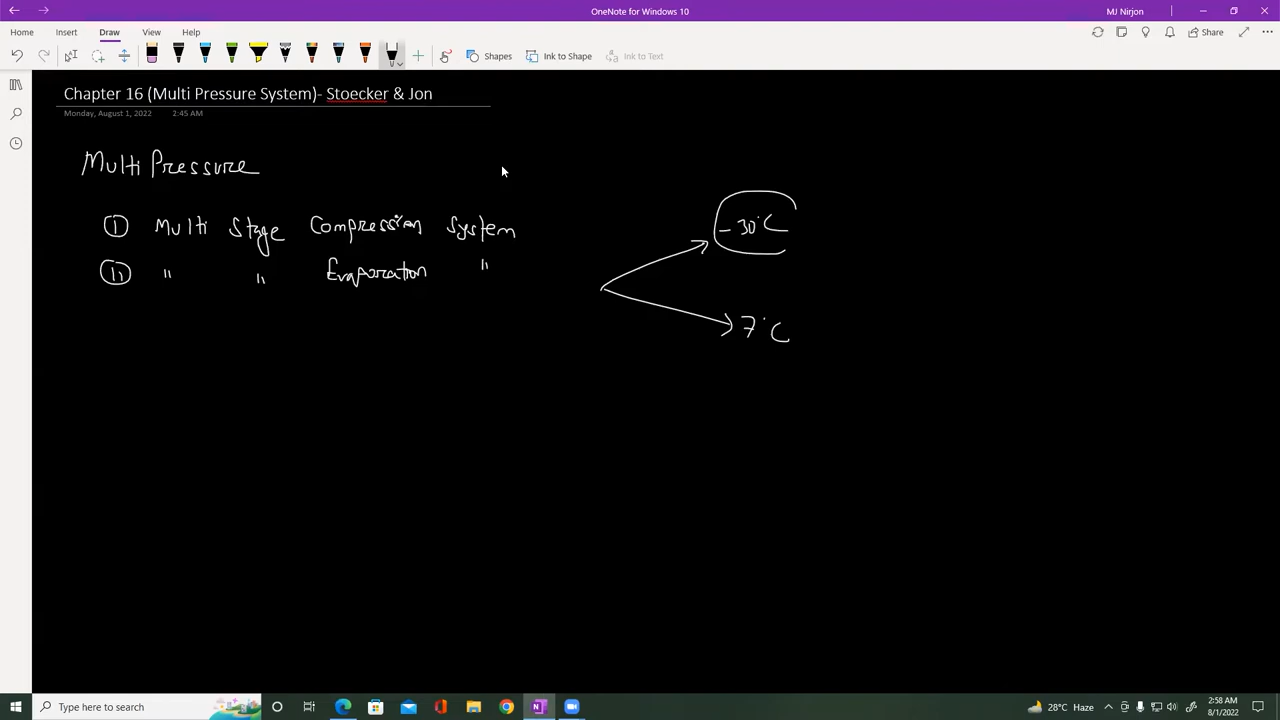 OneNote for Windows 10
MJ Nirjon
Home Insert Draw View Help
Share
Shapes
Ink to Shape
Ink to Text
Chapter 16 (Multi Pressure System)- Stoecker & Jon
Monday, August 1, 2022 2:45 AM
Multi Pressure
(i) Multi Stage Compression System
(ii) " " Evaporation "
-30°C
7°C
Type here to search
28°C Haze
2:58 AM
8/1/2022